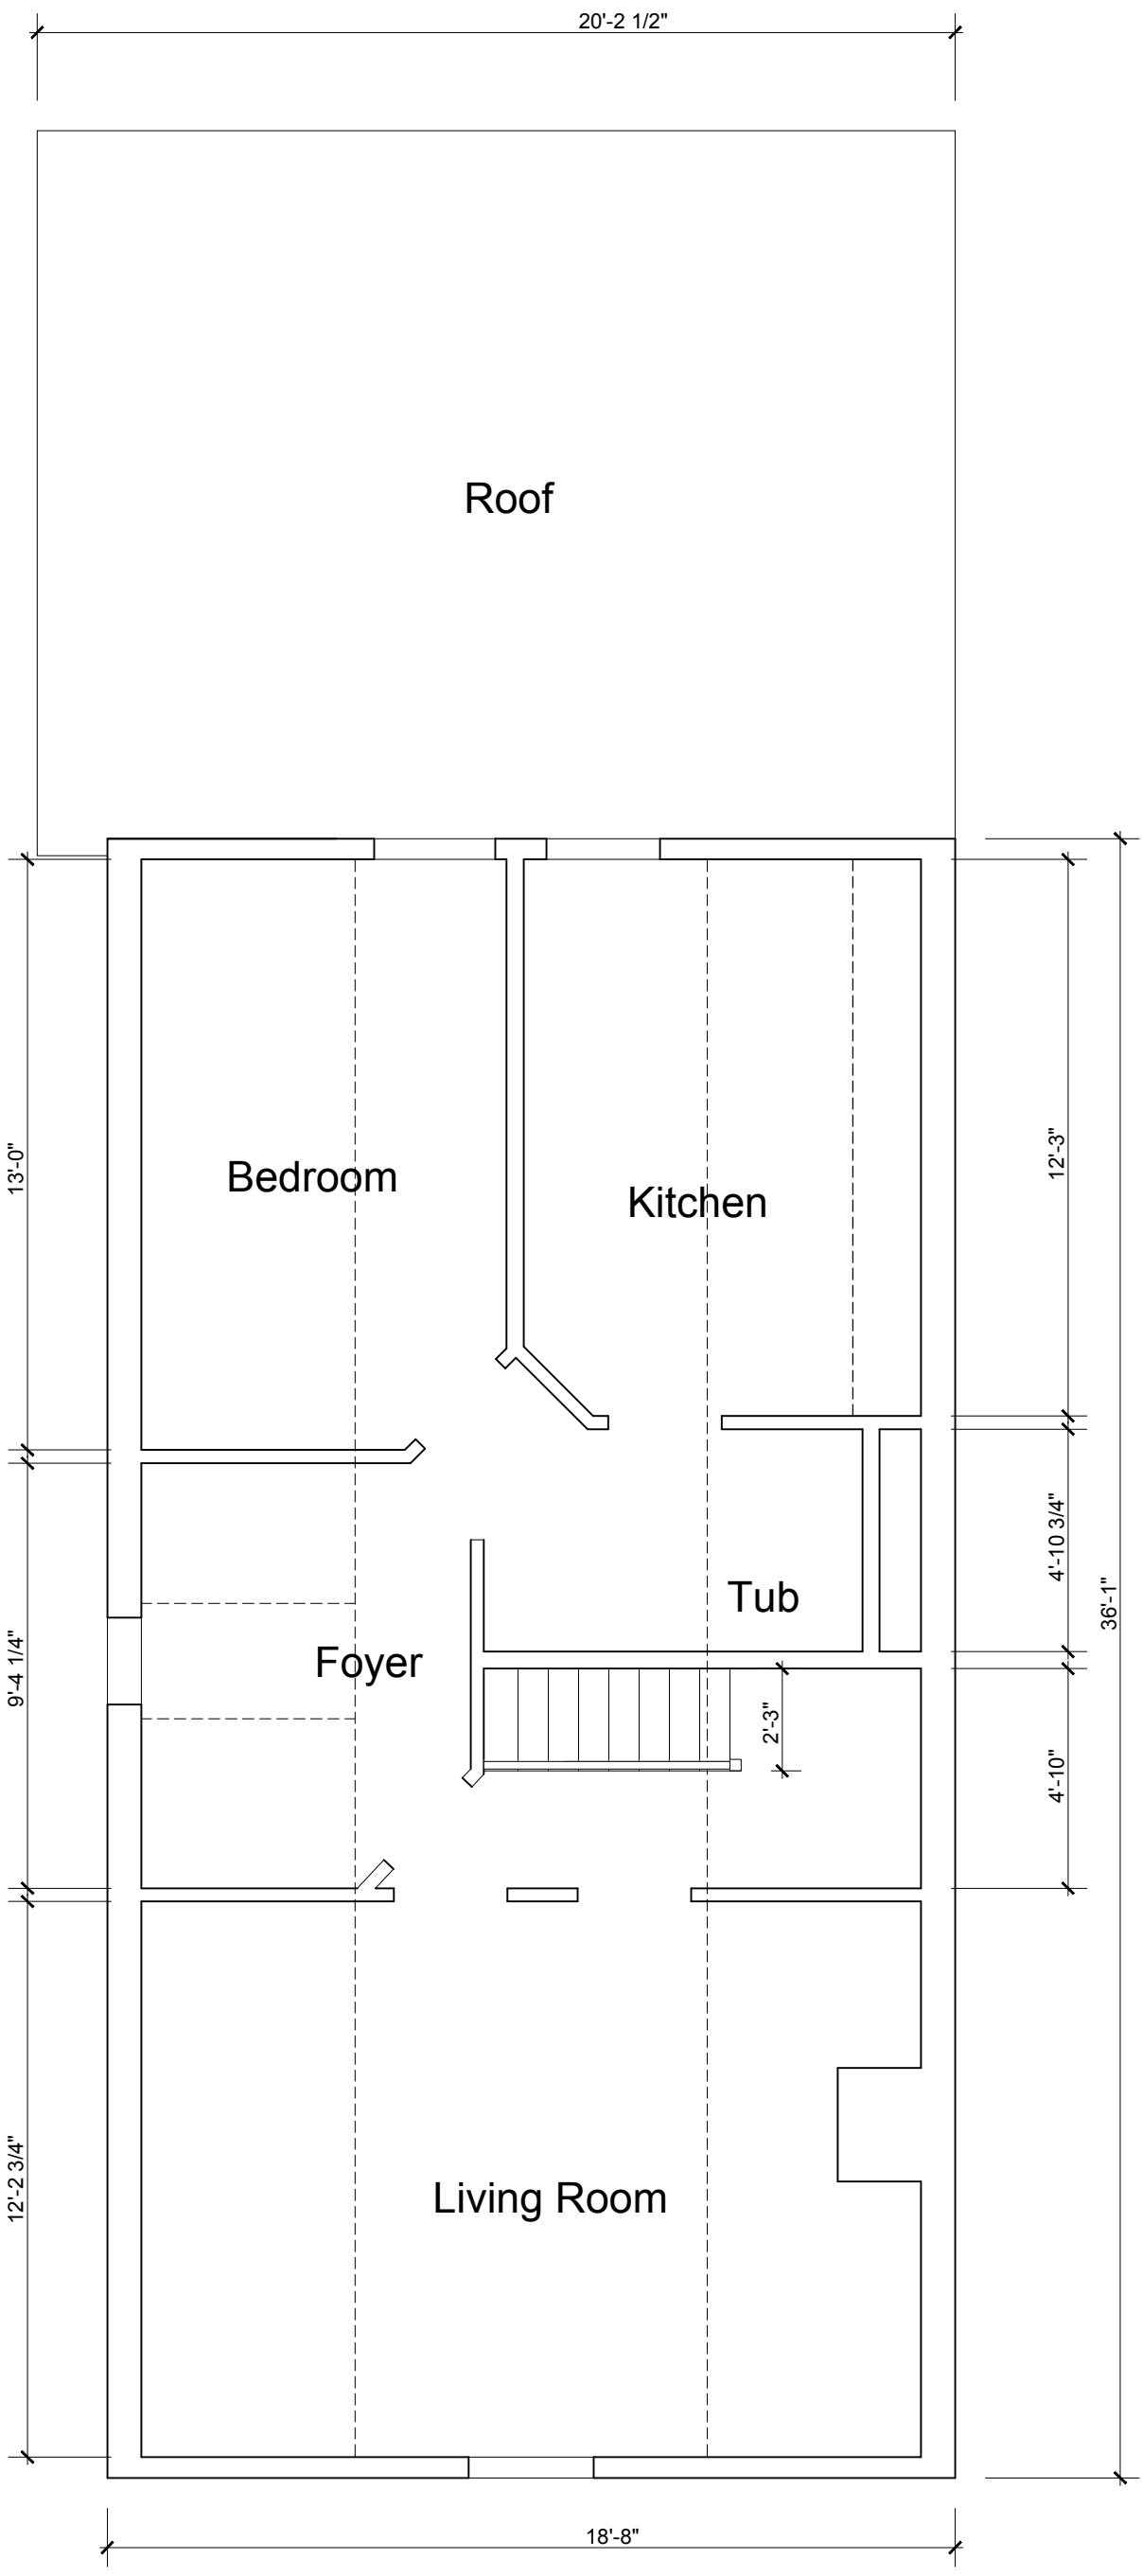 20'-2 1/2"
Roof
13'-0"
12'-3"
Bedroom
Kitchen
4'-10 3/4"
36'-1"
Tub
9'-4 1/4"
Foyer
2'-3"
4'-10"
12'-2 3/4"
Living Room
18'-8"